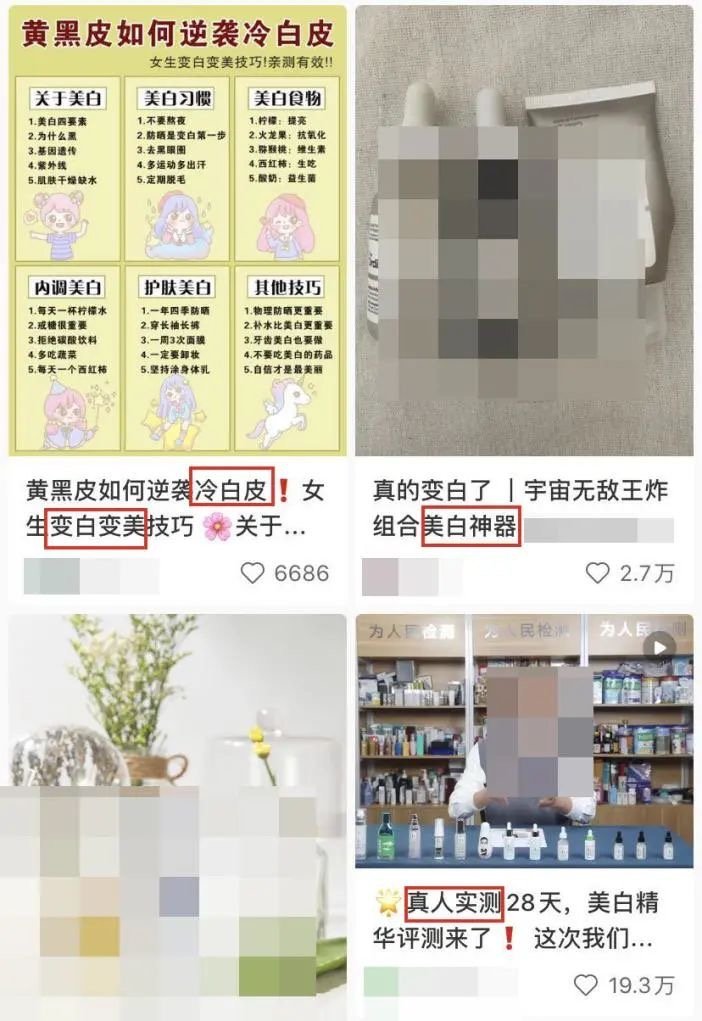 黄黑皮如何逆袭冷白皮
女生变白变美技巧!亲测有效!!
关于美白
1.美白四要素
2.为什么黑
3.基因遗传
4.紫外线
5.肌肤干燥缺水
美白习惯
1.不要熬夜
2.防晒是变白第一步
3.去黑眼圈
4.多运动多出汗
5.定期脱毛
美白食物
1.柠檬：提亮
2.火龙果：抗氧化
3.猕猴桃：维生素
4.西红柿：生吃
5.酸奶：益生菌
内调美白
1.每天一杯柠檬水
2.戒糖很重要
3.拒绝碳酸饮料
4.多吃蔬菜
5.每天一个西红柿
护肤美白
1.一年四季防晒
2.穿长袖长裤
3.一周3次面膜
4.一定要卸妆
5.坚持涂身体乳
其他技巧
1.物理防晒更重要
2.补水比美白更重要
3.牙齿美白也要做
4.不要吃美白的药品
5.自信才是最美丽
黄黑皮如何逆袭冷白皮❗女
生变白变美技巧🌸关于...
6686
真的变白了｜宇宙无敌王炸
组合美白神器
2.7万
为人民检测 为人民检测 为人民检测
🌟真人实测28天，美白精
华评测来了❗这次我们...
19.3万